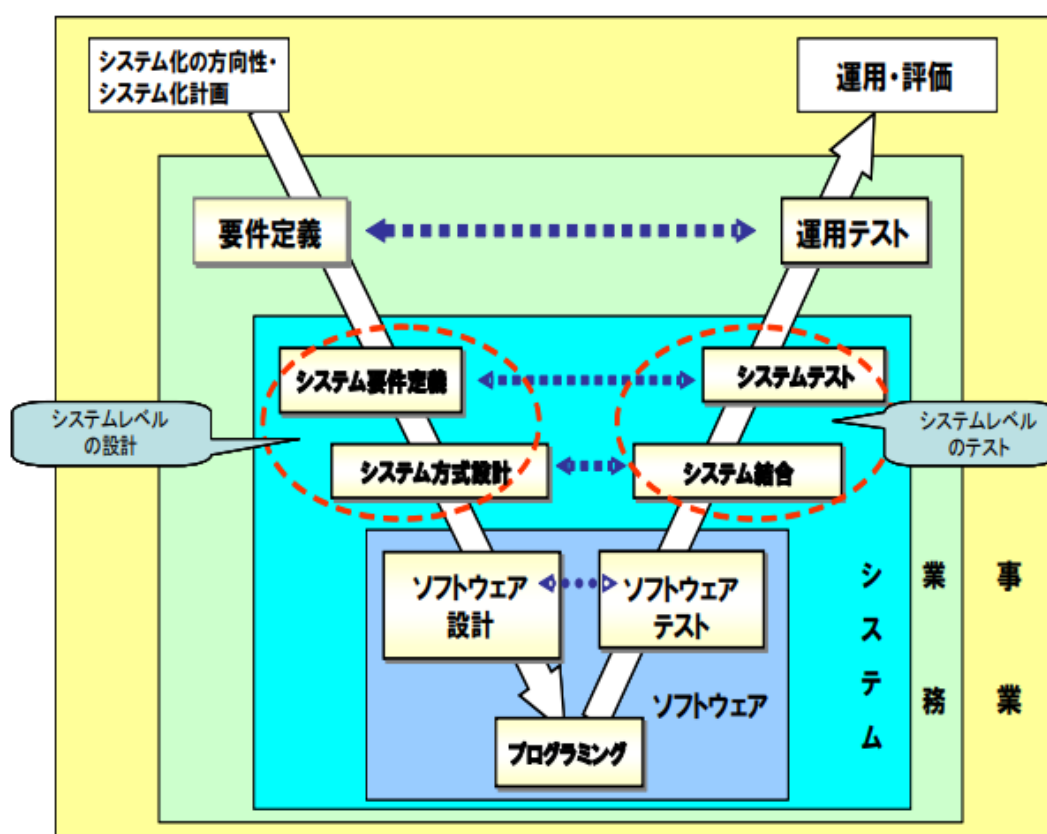 システム化の方向性・
システム化計画
運用・評価
要件定義
運用テスト
システム要件定義
システムテスト
システムレベル
の設計
システムレベル
のテスト
システム方式設計
システム結合
ソフトウェア
設計
ソフトウェア
テスト
ソフトウェア
プログラミング
システム
業務
事業